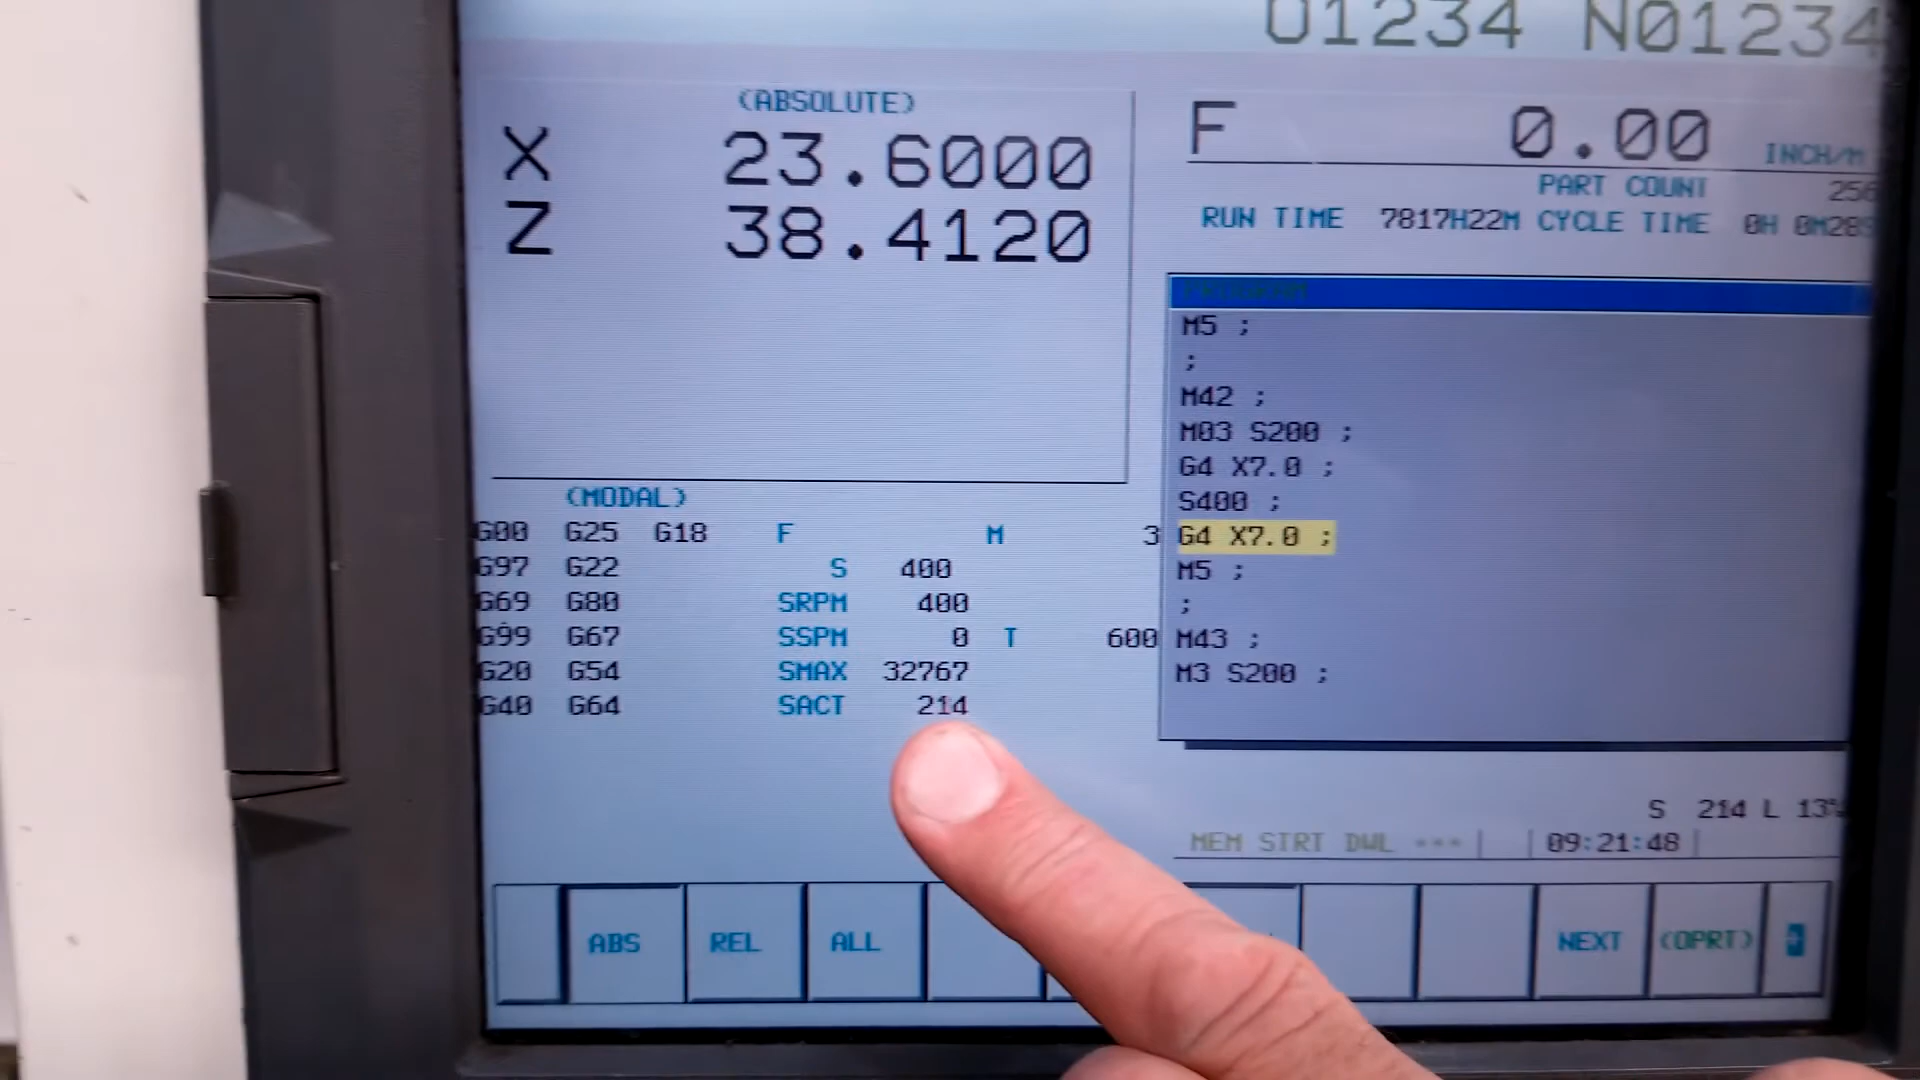 O1234 N01234
(ABSOLUTE)
X 23.6000
Z 38.4120
F 0.00 INCH/M
PART COUNT 256
RUN TIME 7817H22M CYCLE TIME 0H 0M28S
PROGRAM
M5 ;
;
M42 ;
M03 S200 ;
G4 X7.0 ;
S400 ;
G4 X7.0 ;
M5 ;
;
M43 ;
M3 S200 ;
(MODAL)
G00 G25 G18 F M 3
G97 G22 S 400
G69 G80 SRPM 400
G99 G67 SSPM 0 T 600
G20 G54 SMAX 32767
G40 G64 SACT 214
S 214 L 13%
MEM STRT DWL *** 09:21:48
ABS REL ALL NEXT (OPRT)